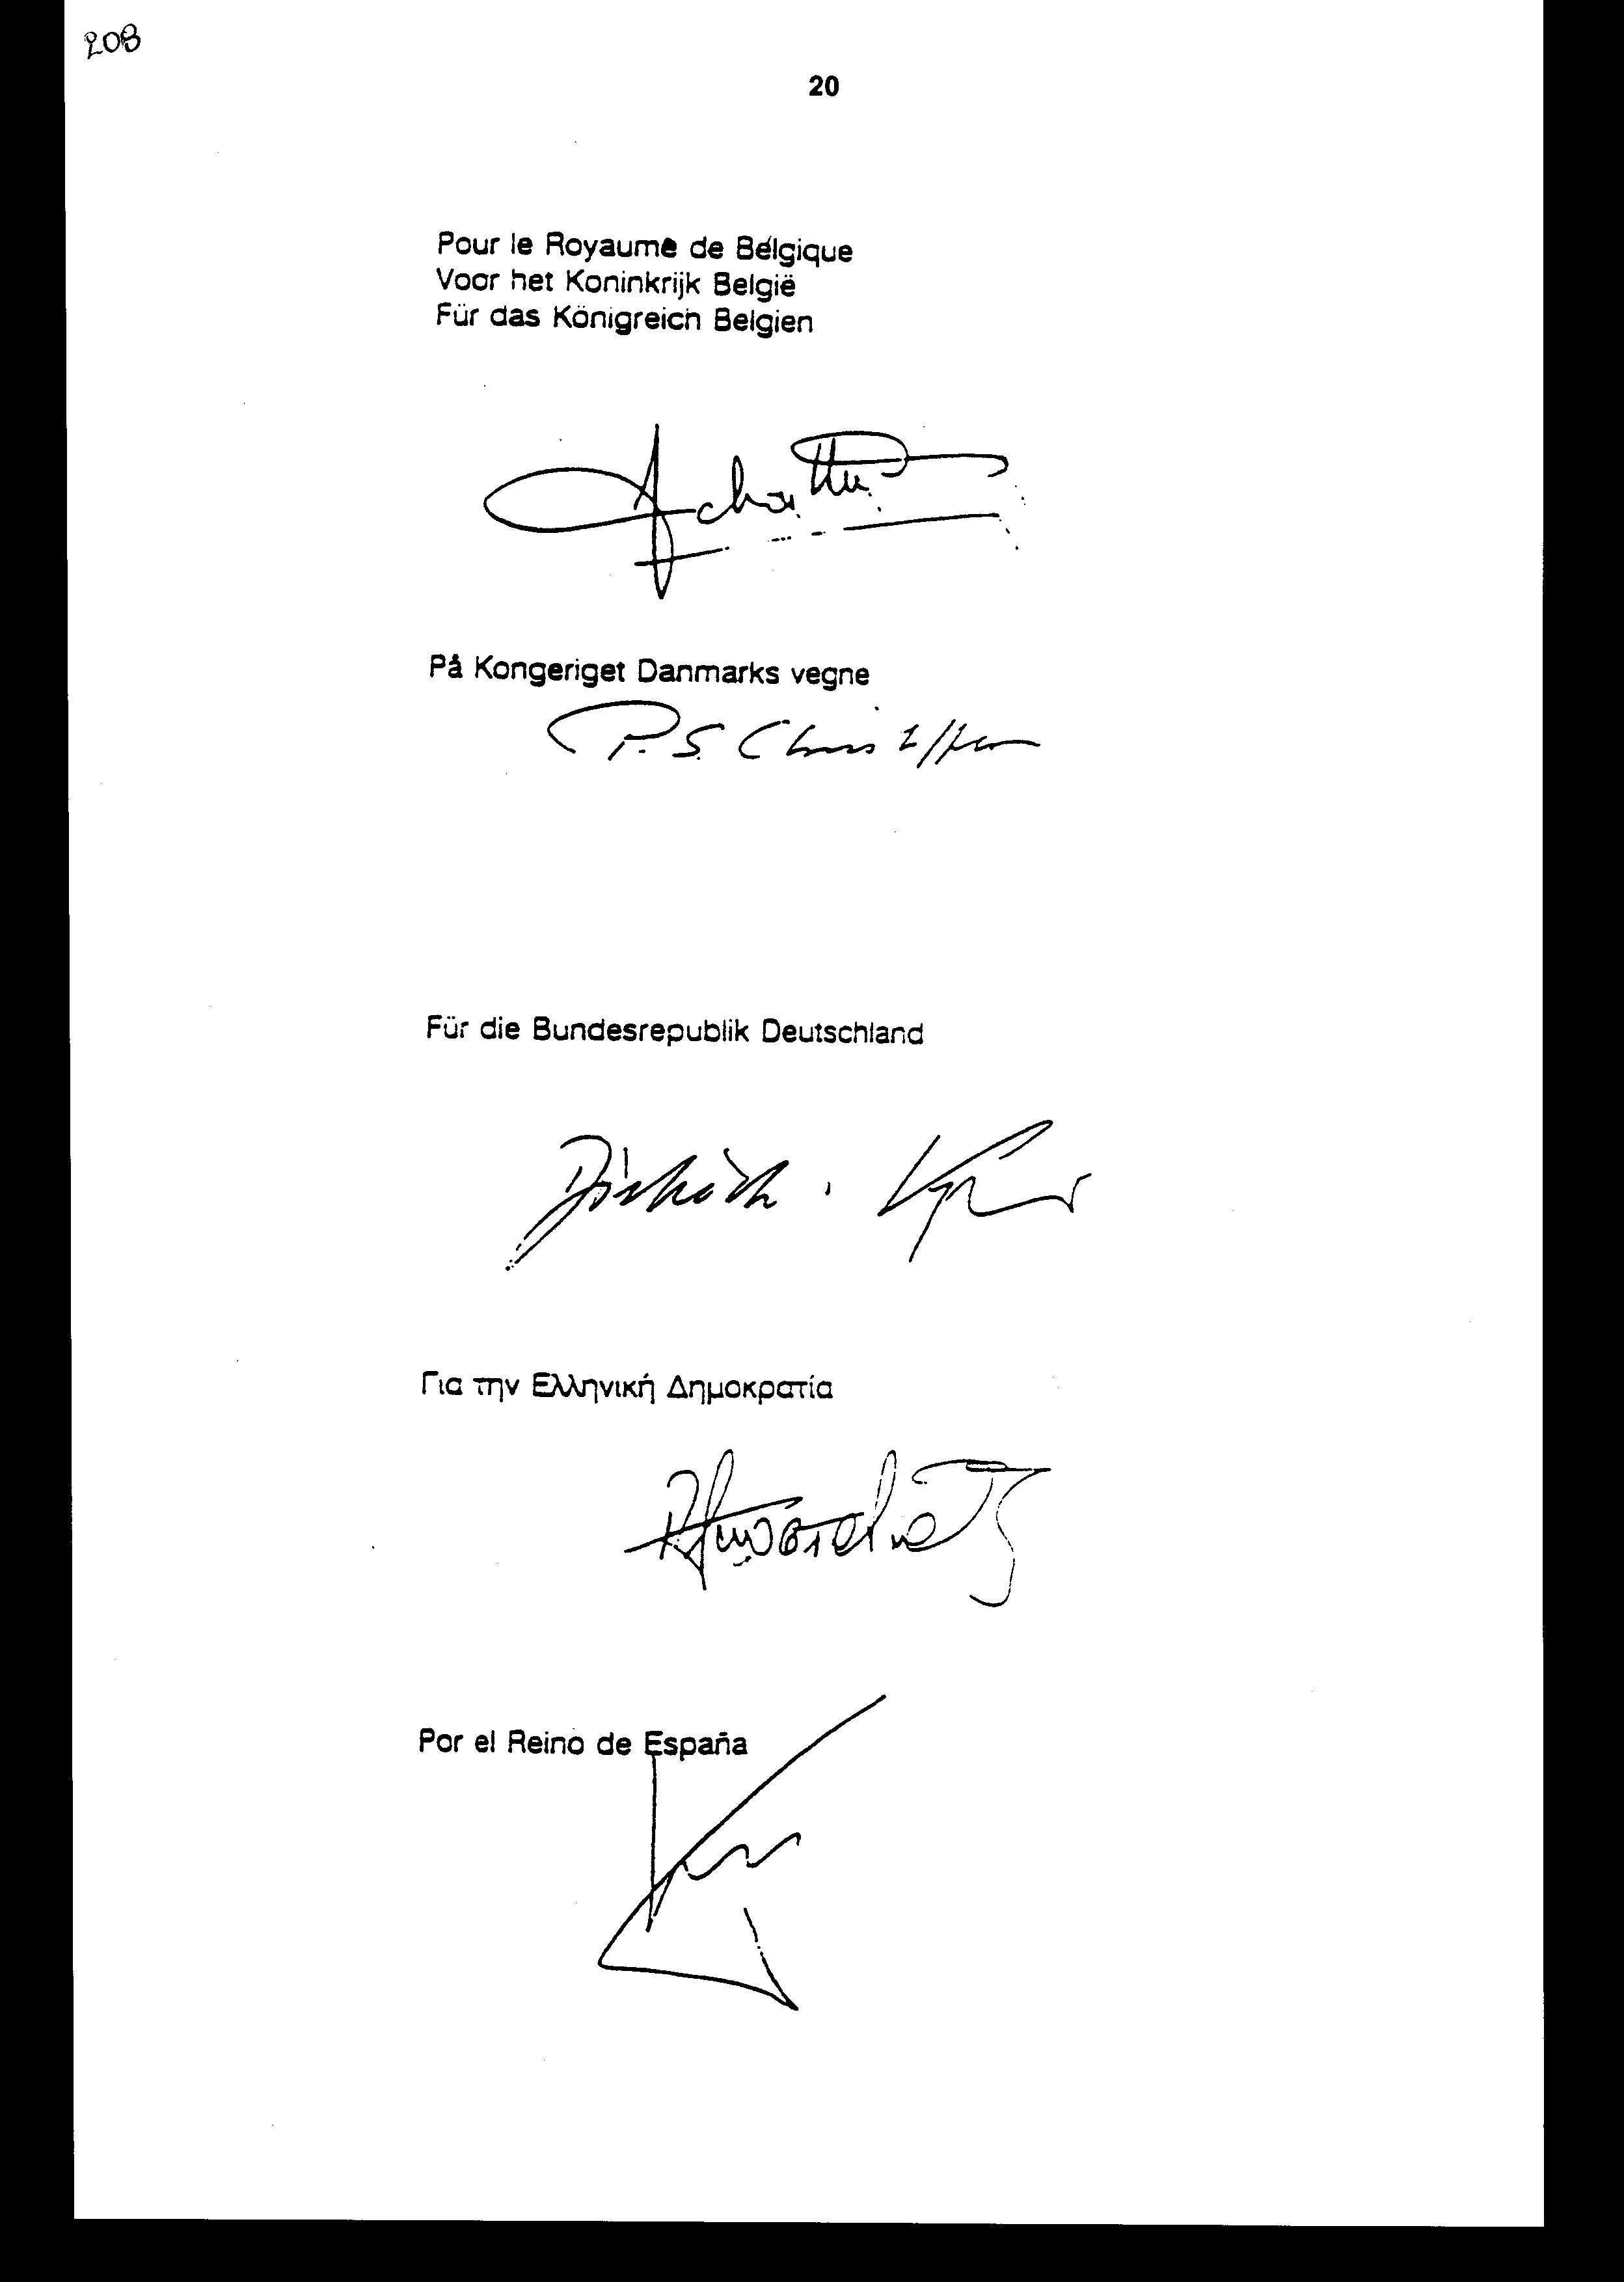 208
20
Pour le Royaume de Belgique
Voor het Koninkrijk België
Für das Königreich Belgien
På Kongeriget Danmarks vegne
P.S. Christoffersen
Für die Bundesrepublik Deutschland
Για την Ελληνική Δημοκρατία
Por el Reino de España